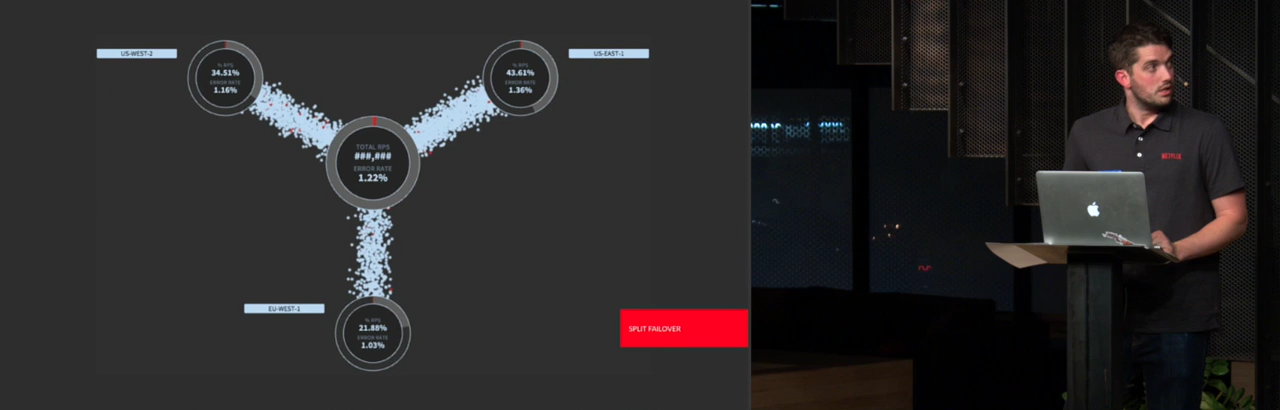 US-WEST-2
% RPS
34.51%
ERROR RATE
1.16%
US-EAST-1
% RPS
43.61%
ERROR RATE
1.36%
TOTAL RPS
###,###
ERROR RATE
1.22%
EU-WEST-1
% RPS
21.88%
ERROR RATE
1.03%
SPLIT FAILOVER
NETFLIX